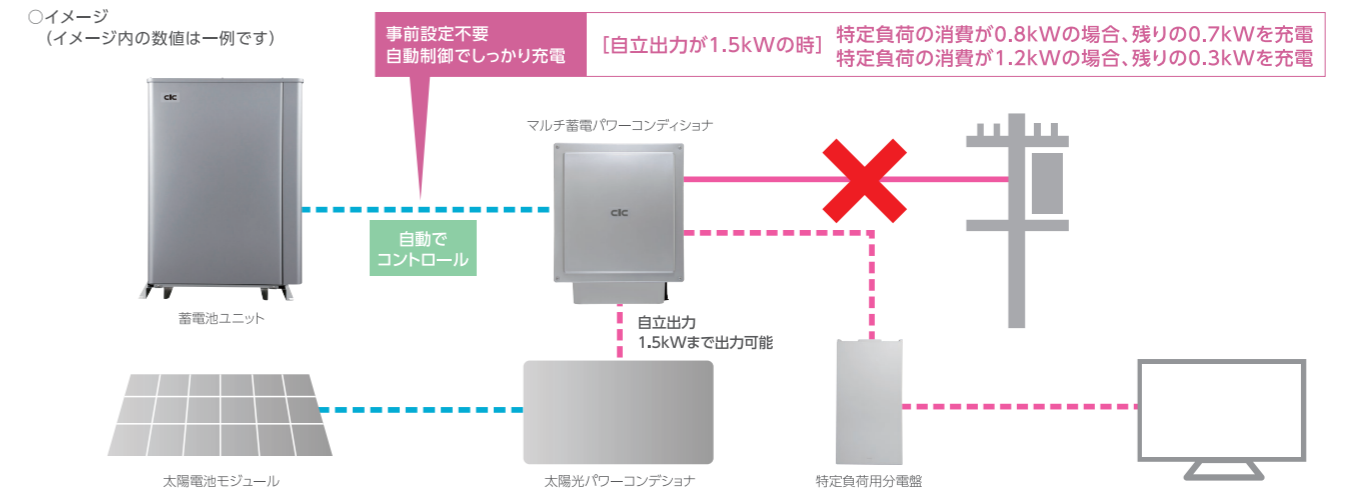 ○イメージ
（イメージ内の数値は一例です）
事前設定不要
自動制御でしっかり充電
[自立出力が1.5kWの時]
特定負荷の消費が0.8kWの場合、残りの0.7kWを充電
特定負荷の消費が1.2kWの場合、残りの0.3kWを充電
マルチ蓄電パワーコンディショナ
CIC
CIC
自動で
コントロール
蓄電池ユニット
自立出力
1.5kWまで出力可能
太陽電池モジュール
太陽光パワーコンデショナ
特定負荷用分電盤